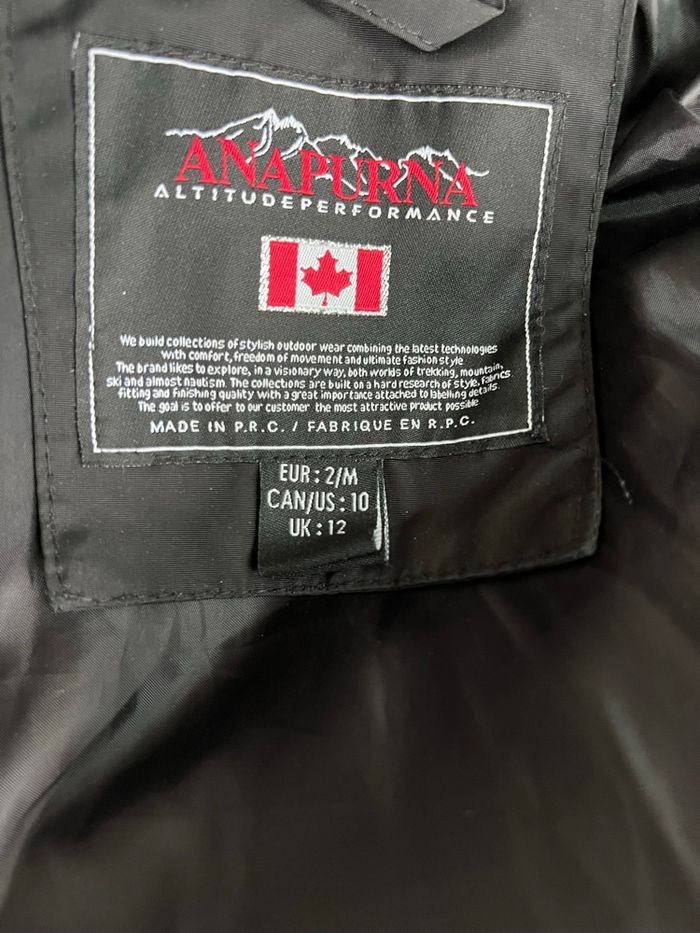 ANAPURNA
ALTITUDEPERFORMANCE
We build collections of stylish outdoor wear combining the latest technologies
with comfort, freedom of movement and ultimate fashion style
The brand likes to explore, in a visionary way, both worlds of trekking, mountain,
ski and almost nautism. The collections are built on a hard research of style, fabrics
fitting and finishing quality with a great importance attached to labelling details.
The goal is to offer to our customer the most attractive product possible
MADE IN P.R.C. / FABRIQUE EN R.P.C.
EUR : 2/M
CAN/US : 10
UK : 12